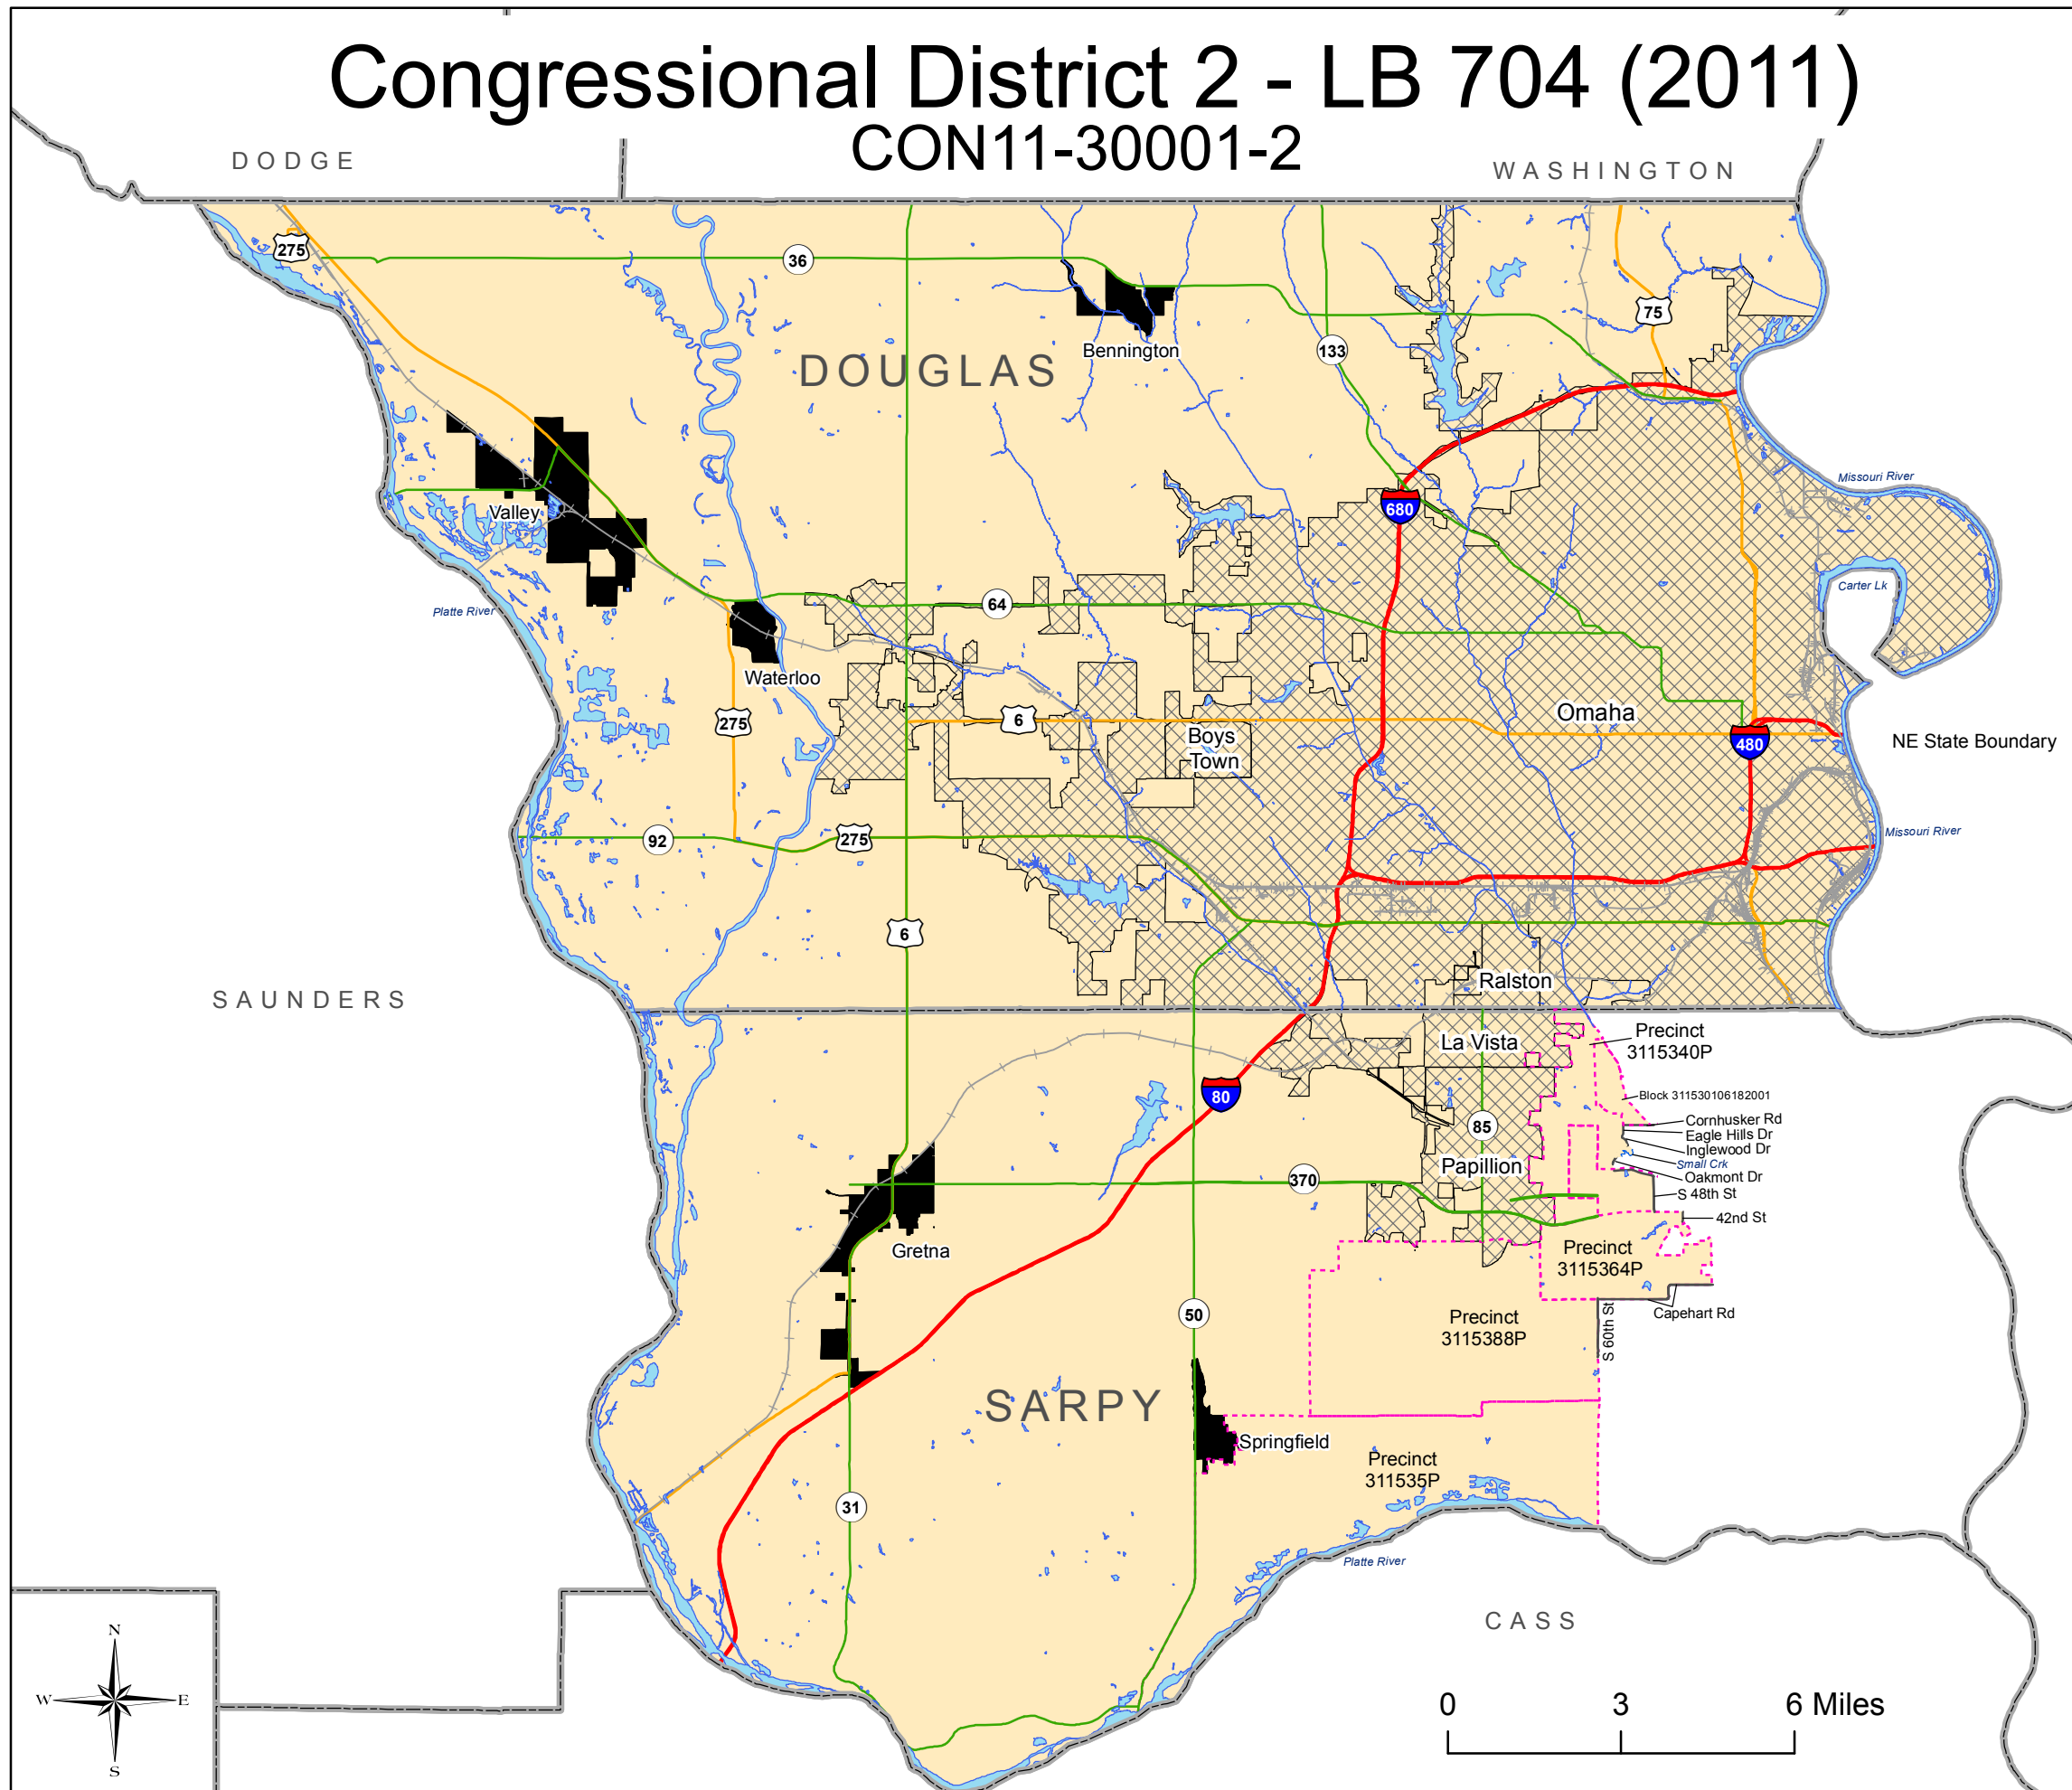 Congressional District 2 - LB 704 (2011)
CON11-30001-2
DODGE
WASHINGTON
275
36
75
133
Bennington
DOUGLAS
Missouri River
680
Valley
Carter Lk
64
Platte River
Waterloo
275
6
Omaha
Boys
Town
480
NE State Boundary
Missouri River
92
275
6
Ralston
SAUNDERS
Precinct
3115340P
La Vista
80
Block 311530106182001
Cornhusker Rd
85
Eagle Hills Dr
Inglewood Dr
Small Crk
Papillion
Oakmont Dr
370
S 48th St
42nd St
Gretna
Precinct
3115364P
50
Capehart Rd
Precinct
3115388P
S 60th St
SARPY
Springfield
Precinct
311535P
31
Platte River
CASS
N
W
E
S
0
3
6 Miles